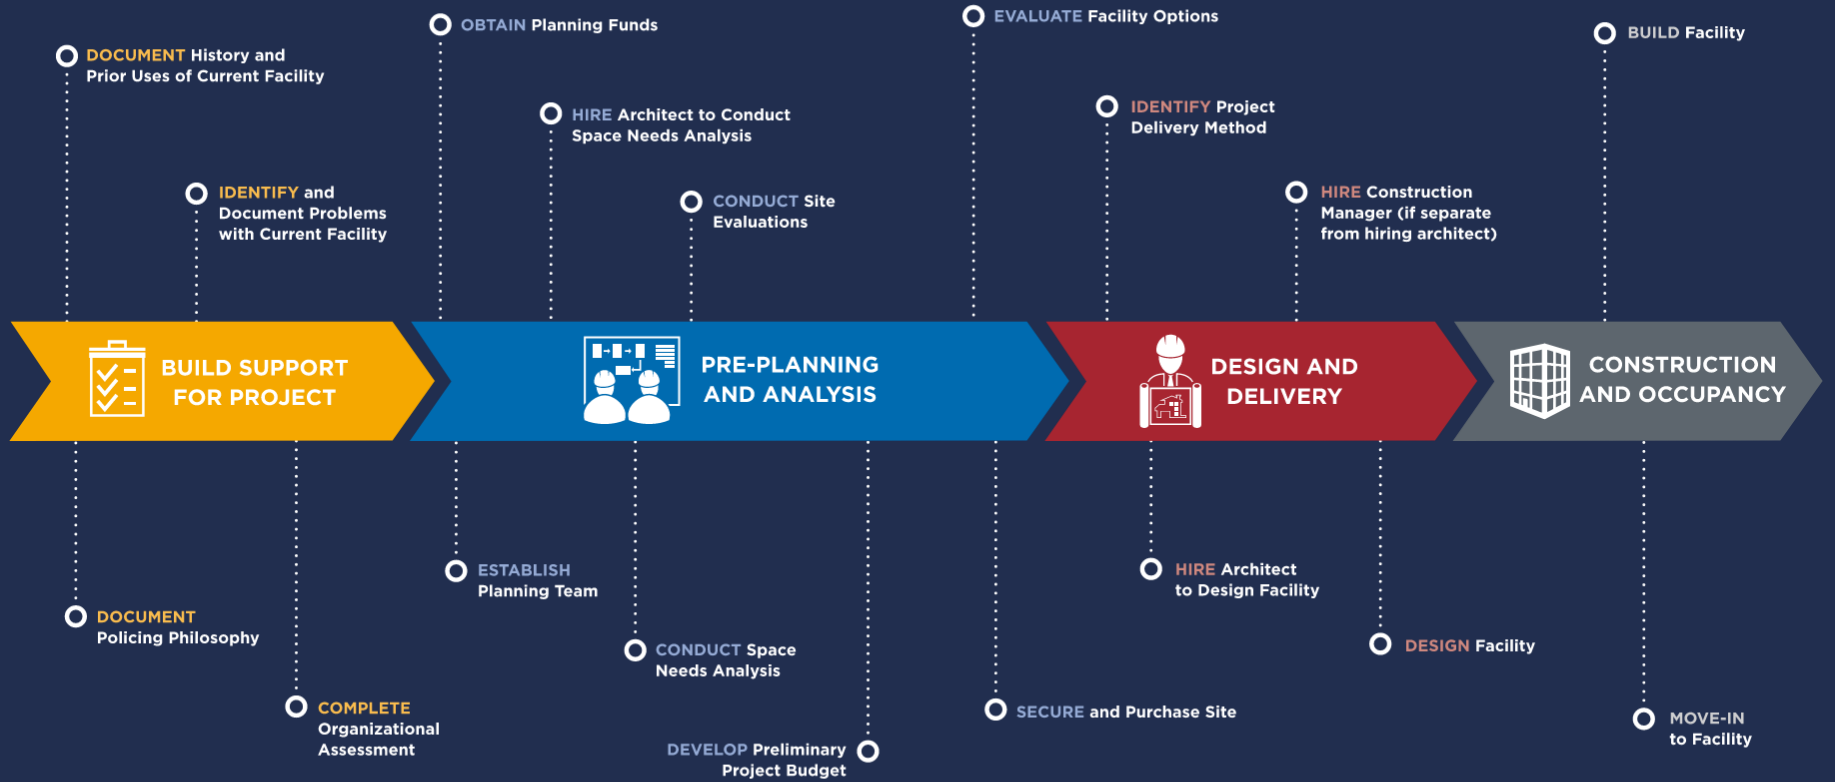 OBTAIN Planning Funds
EVALUATE Facility Options
BUILD Facility
DOCUMENT History and
Prior Uses of Current Facility
HIRE Architect to Conduct
Space Needs Analysis
IDENTIFY Project
Delivery Method
IDENTIFY and
Document Problems
with Current Facility
CONDUCT Site
Evaluations
HIRE Construction
Manager (if separate
from hiring architect)
BUILD SUPPORT
FOR PROJECT
PRE-PLANNING
AND ANALYSIS
DESIGN AND
DELIVERY
CONSTRUCTION
AND OCCUPANCY
ESTABLISH
Planning Team
HIRE Architect
to Design Facility
DOCUMENT
Policing Philosophy
CONDUCT Space
Needs Analysis
DESIGN Facility
COMPLETE
Organizational
Assessment
SECURE and Purchase Site
MOVE-IN
to Facility
DEVELOP Preliminary
Project Budget